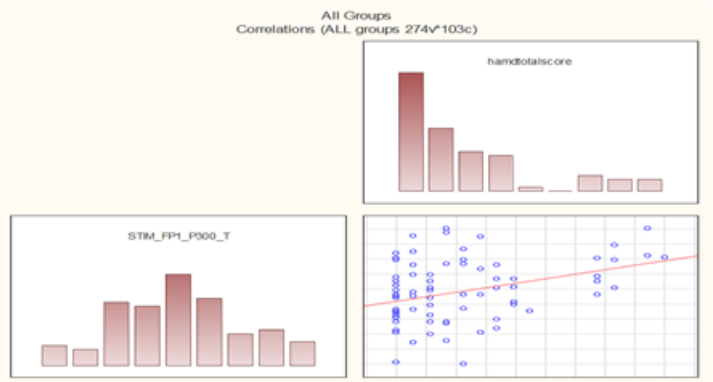 All Groups
Correlations (ALL groups 274v*103c)
hamdtotalscore
STIM_FP1_P300_T